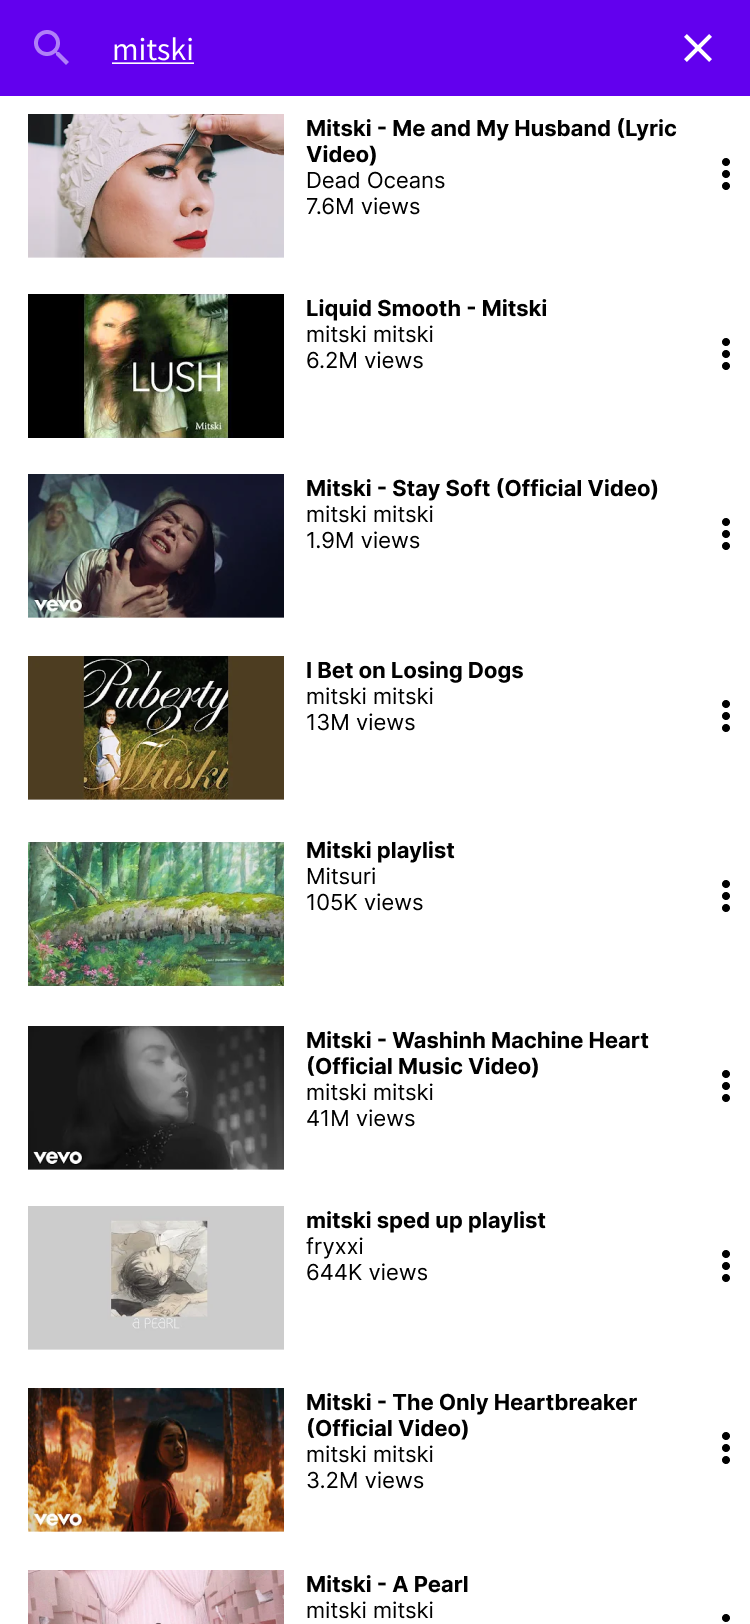 mitski
Mitski - Me and My Husband (Lyric
Video)
Dead Oceans
7.6M views
LUSH
Mitski
Liquid Smooth - Mitski
mitski mitski
6.2M views
vevo
Mitski - Stay Soft (Official Video)
mitski mitski
1.9M views
Puberty
2
Mitski
I Bet on Losing Dogs
mitski mitski
13M views
Mitski playlist
Mitsuri
105K views
vevo
Mitski - Washinh Machine Heart
(Official Music Video)
mitski mitski
41M views
a PEARL
mitski sped up playlist
fryxxi
644K views
vevo
Mitski - The Only Heartbreaker
(Official Video)
mitski mitski
3.2M views
Mitski - A Pearl
mitski mitski